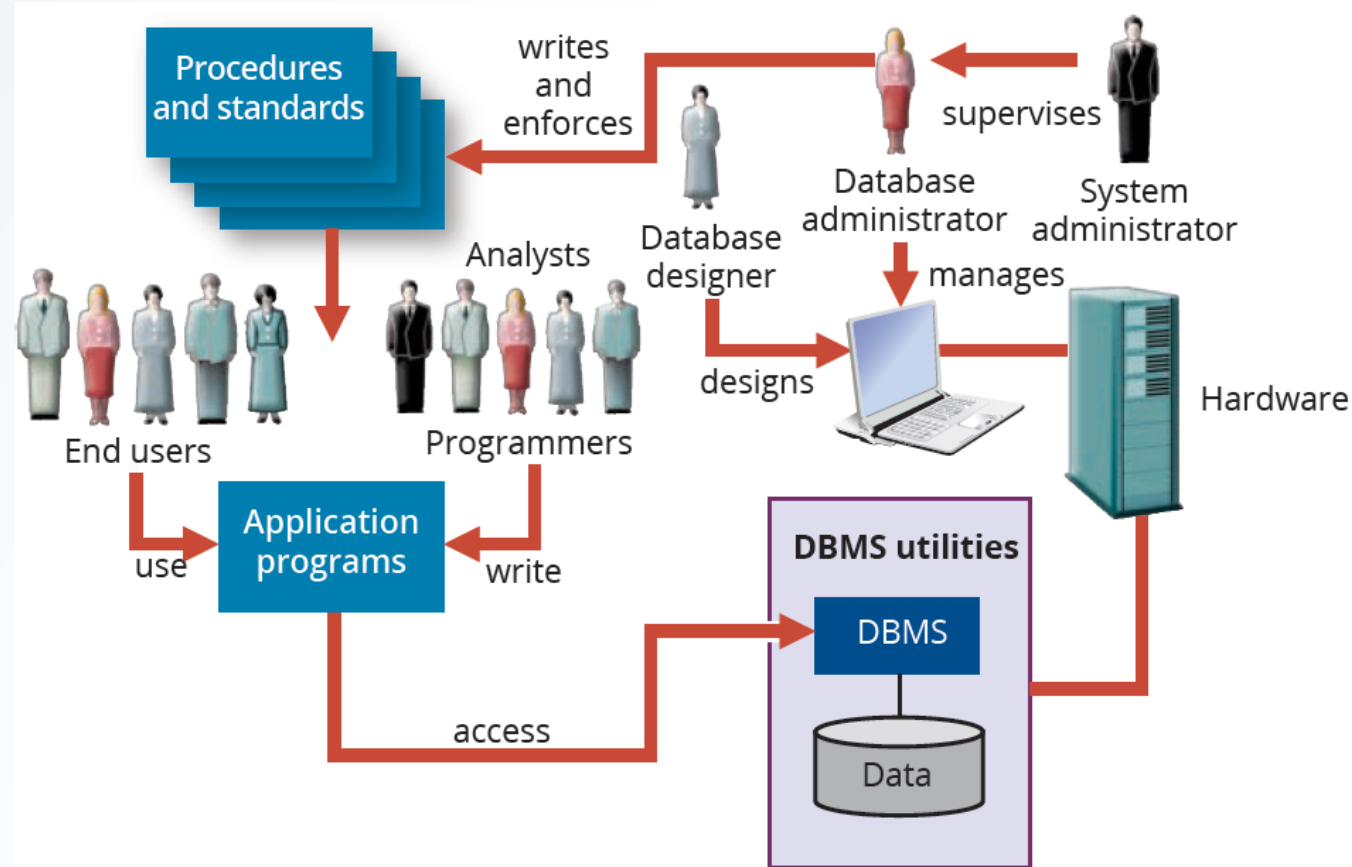 Procedures
and standards
writes
and
enforces
supervises
Database
administrator
System
administrator
Database
designer
manages
designs
Hardware
Analysts
End users
Programmers
use
Application
programs
write
access
DBMS utilities
DBMS
Data